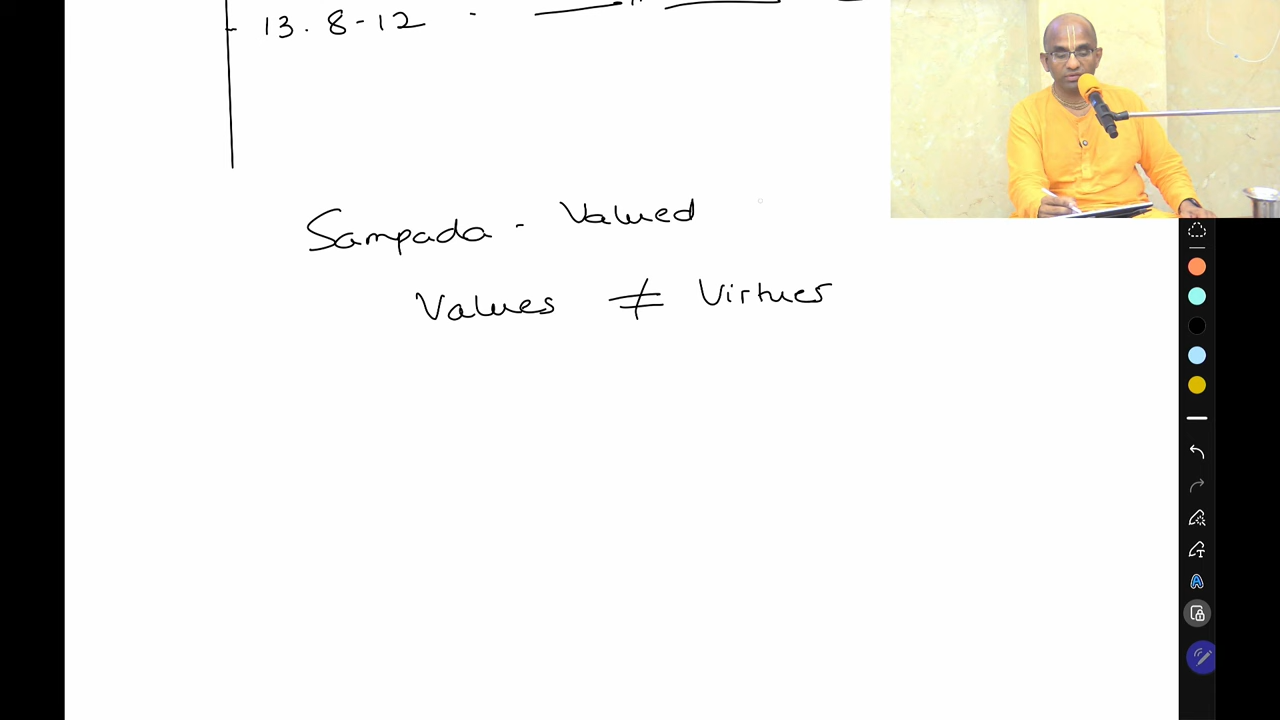 13. 8-12 -
Sampada - Valued
Values ≠ Virtues